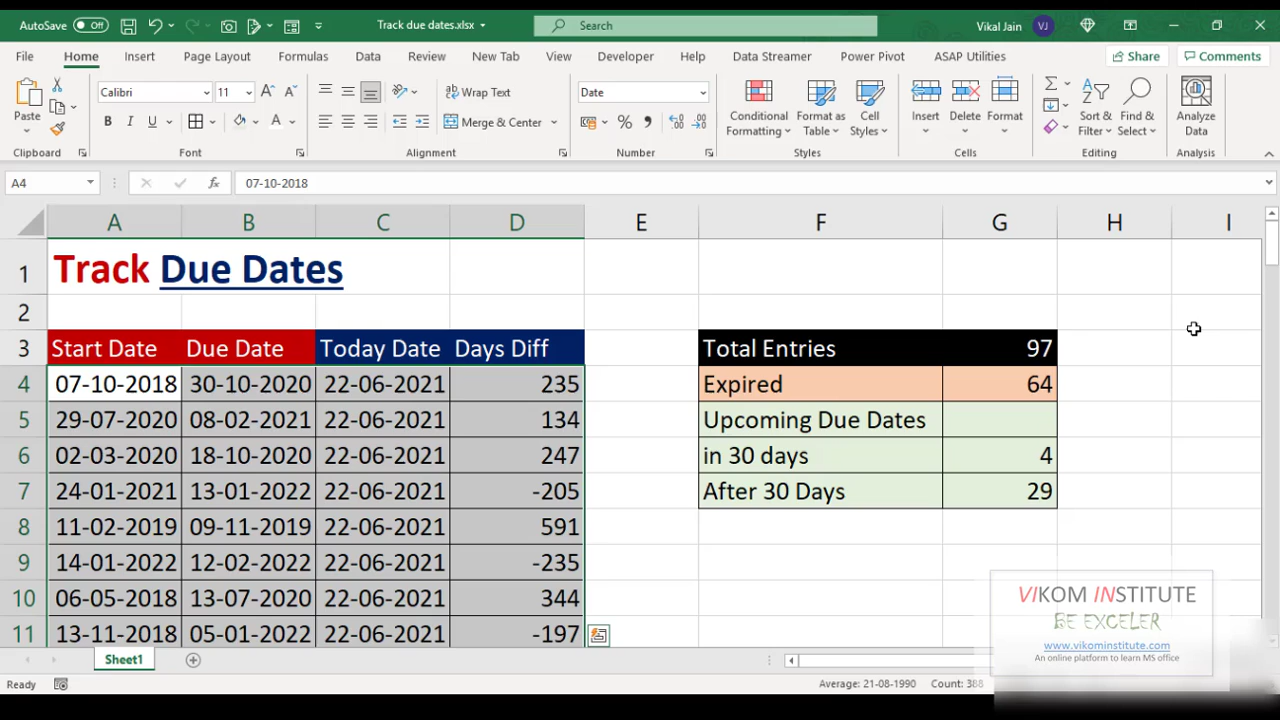 AutoSave Off Track due dates.xlsx Search Vikal Jain VJ
File Home Insert Page Layout Formulas Data Review New Tab View Developer Help Data Streamer Power Pivot ASAP Utilities Share Comments
Paste Calibri 11 Wrap Text Date Conditional Formatting Format as Table Cell Styles Insert Delete Format Sort & Filter Find & Select Analyze Data
B I U Merge & Center
Clipboard Font Alignment Number Styles Cells Editing Analysis
A4 fx 07-10-2018
A B C D E F G H I
1 Track Due Dates
2
3 Start Date Due Date Today Date Days Diff Total Entries 97
4 07-10-2018 30-10-2020 22-06-2021 235 Expired 64
5 29-07-2020 08-02-2021 22-06-2021 134 Upcoming Due Dates
6 02-03-2020 18-10-2020 22-06-2021 247 in 30 days 4
7 24-01-2021 13-01-2022 22-06-2021 -205 After 30 Days 29
8 11-02-2019 09-11-2019 22-06-2021 591
9 14-01-2022 12-02-2022 22-06-2021 -235
10 06-05-2018 13-07-2020 22-06-2021 344
11 13-11-2018 05-01-2022 22-06-2021 -197
VIKOM INSTITUTE
BE EXCELER
www.vikominstitute.com
An online platform to learn MS office
Sheet1
Ready Average: 21-08-1990 Count: 388